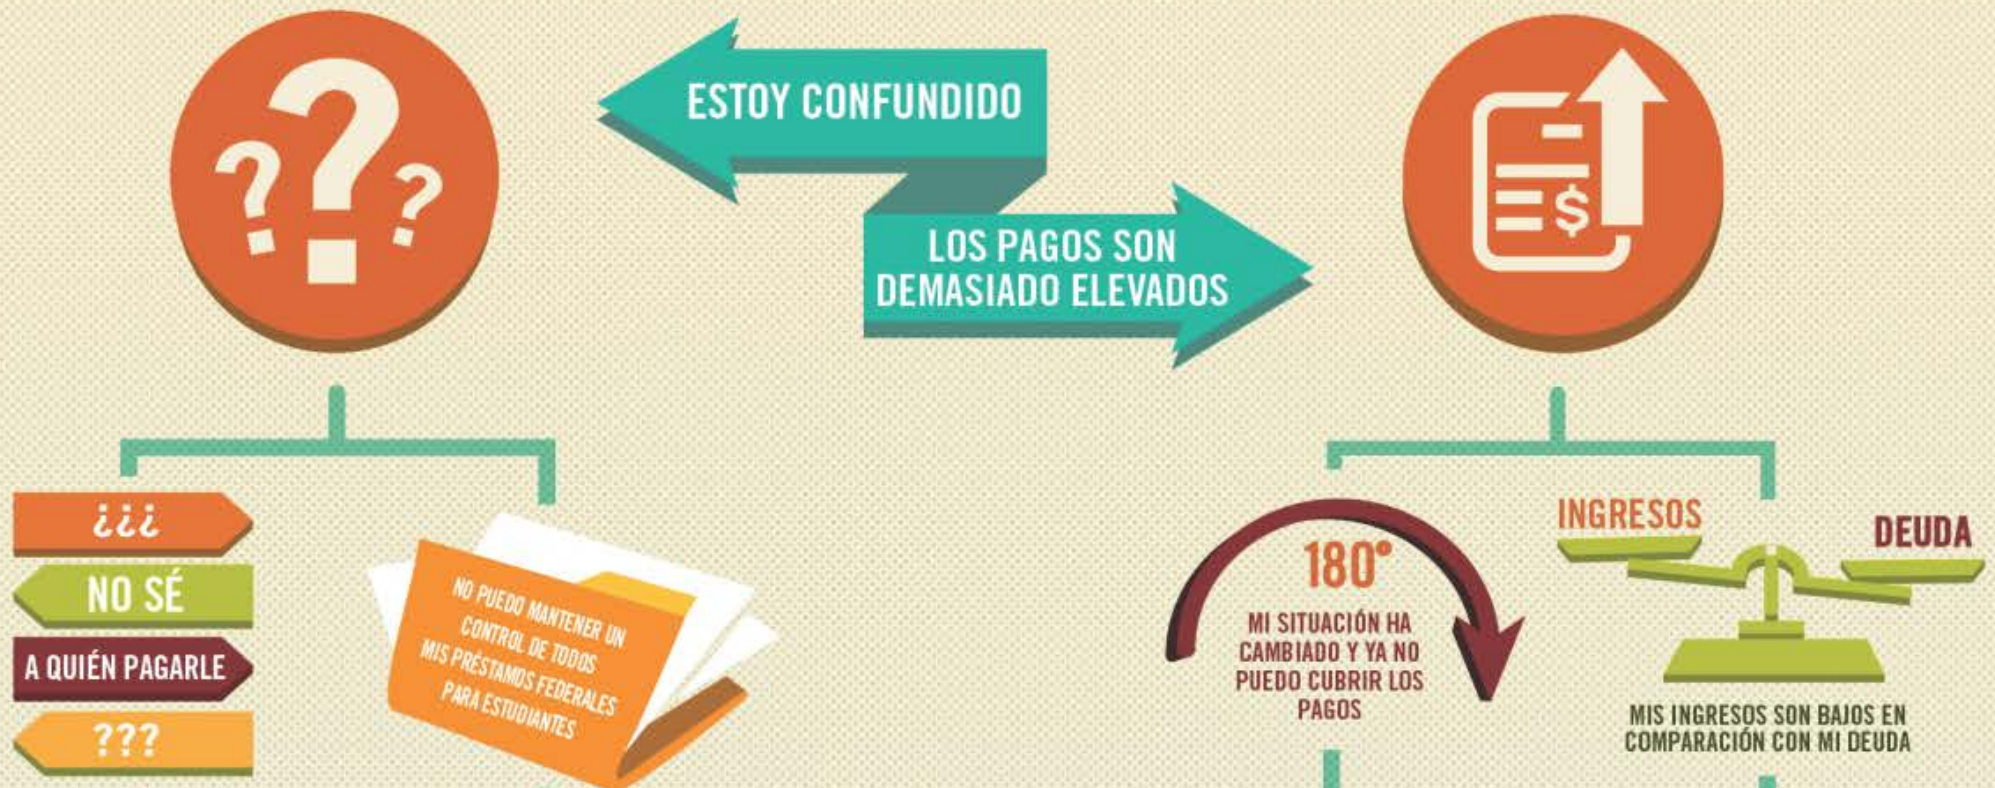 ESTOY CONFUNDIDO
LOS PAGOS SON
DEMASIADO ELEVADOS
???
$
¿¿¿
NO SÉ
A QUIÉN PAGARLE
???
NO PUEDO MANTENER UN
CONTROL DE TODOS
MIS PRÉSTAMOS FEDERALES
PARA ESTUDIANTES
180°
MI SITUACIÓN HA
CAMBIADO Y YA NO
PUEDO CUBRIR LOS
PAGOS
INGRESOS
DEUDA
MIS INGRESOS SON BAJOS EN
COMPARACIÓN CON MI DEUDA